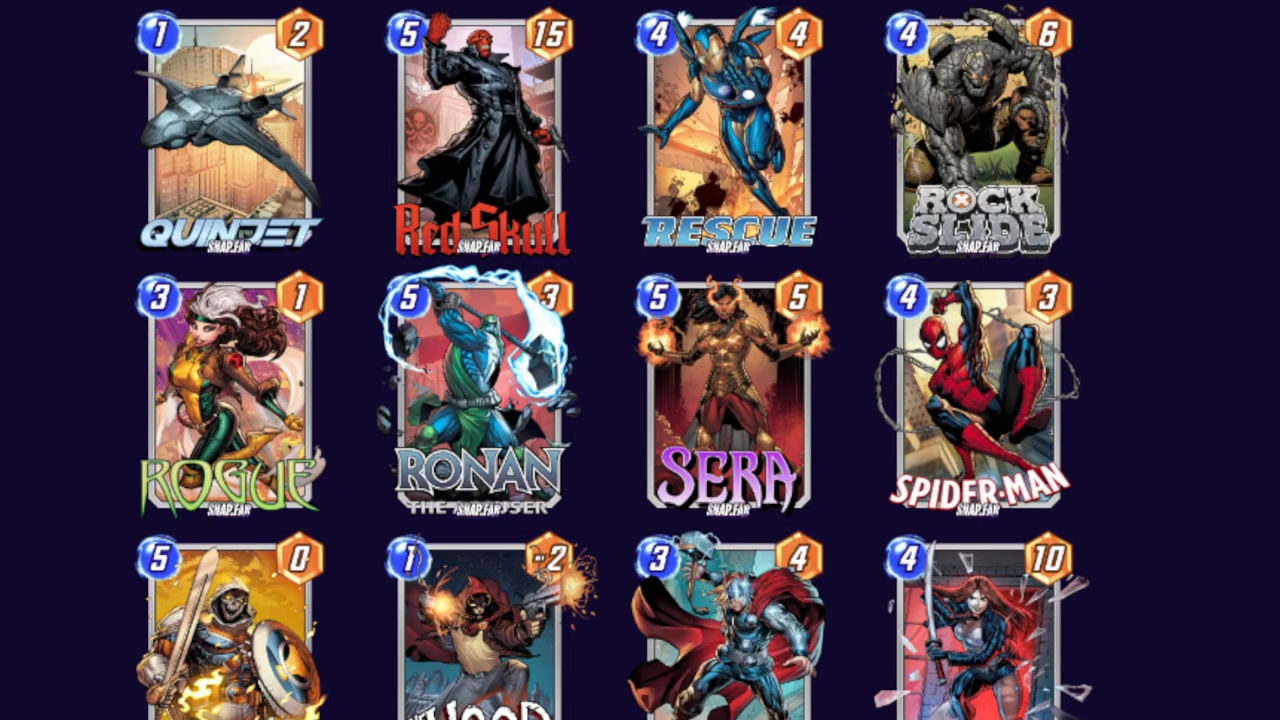 1 2 5 15 4 4 4 6
QUINJET Red Skull RESCUE ROCK SLIDE
SNAP.FAN SNAP.FAN SNAP.FAN SNAP.FAN
3 1 5 3 5 5 4 3
ROGUE RONAN SERA SPIDER-MAN
SNAP.FAN SNAP.FAN SNAP.FAN SNAP.FAN
5 0 1 -2 3 4 4 10
HOOD